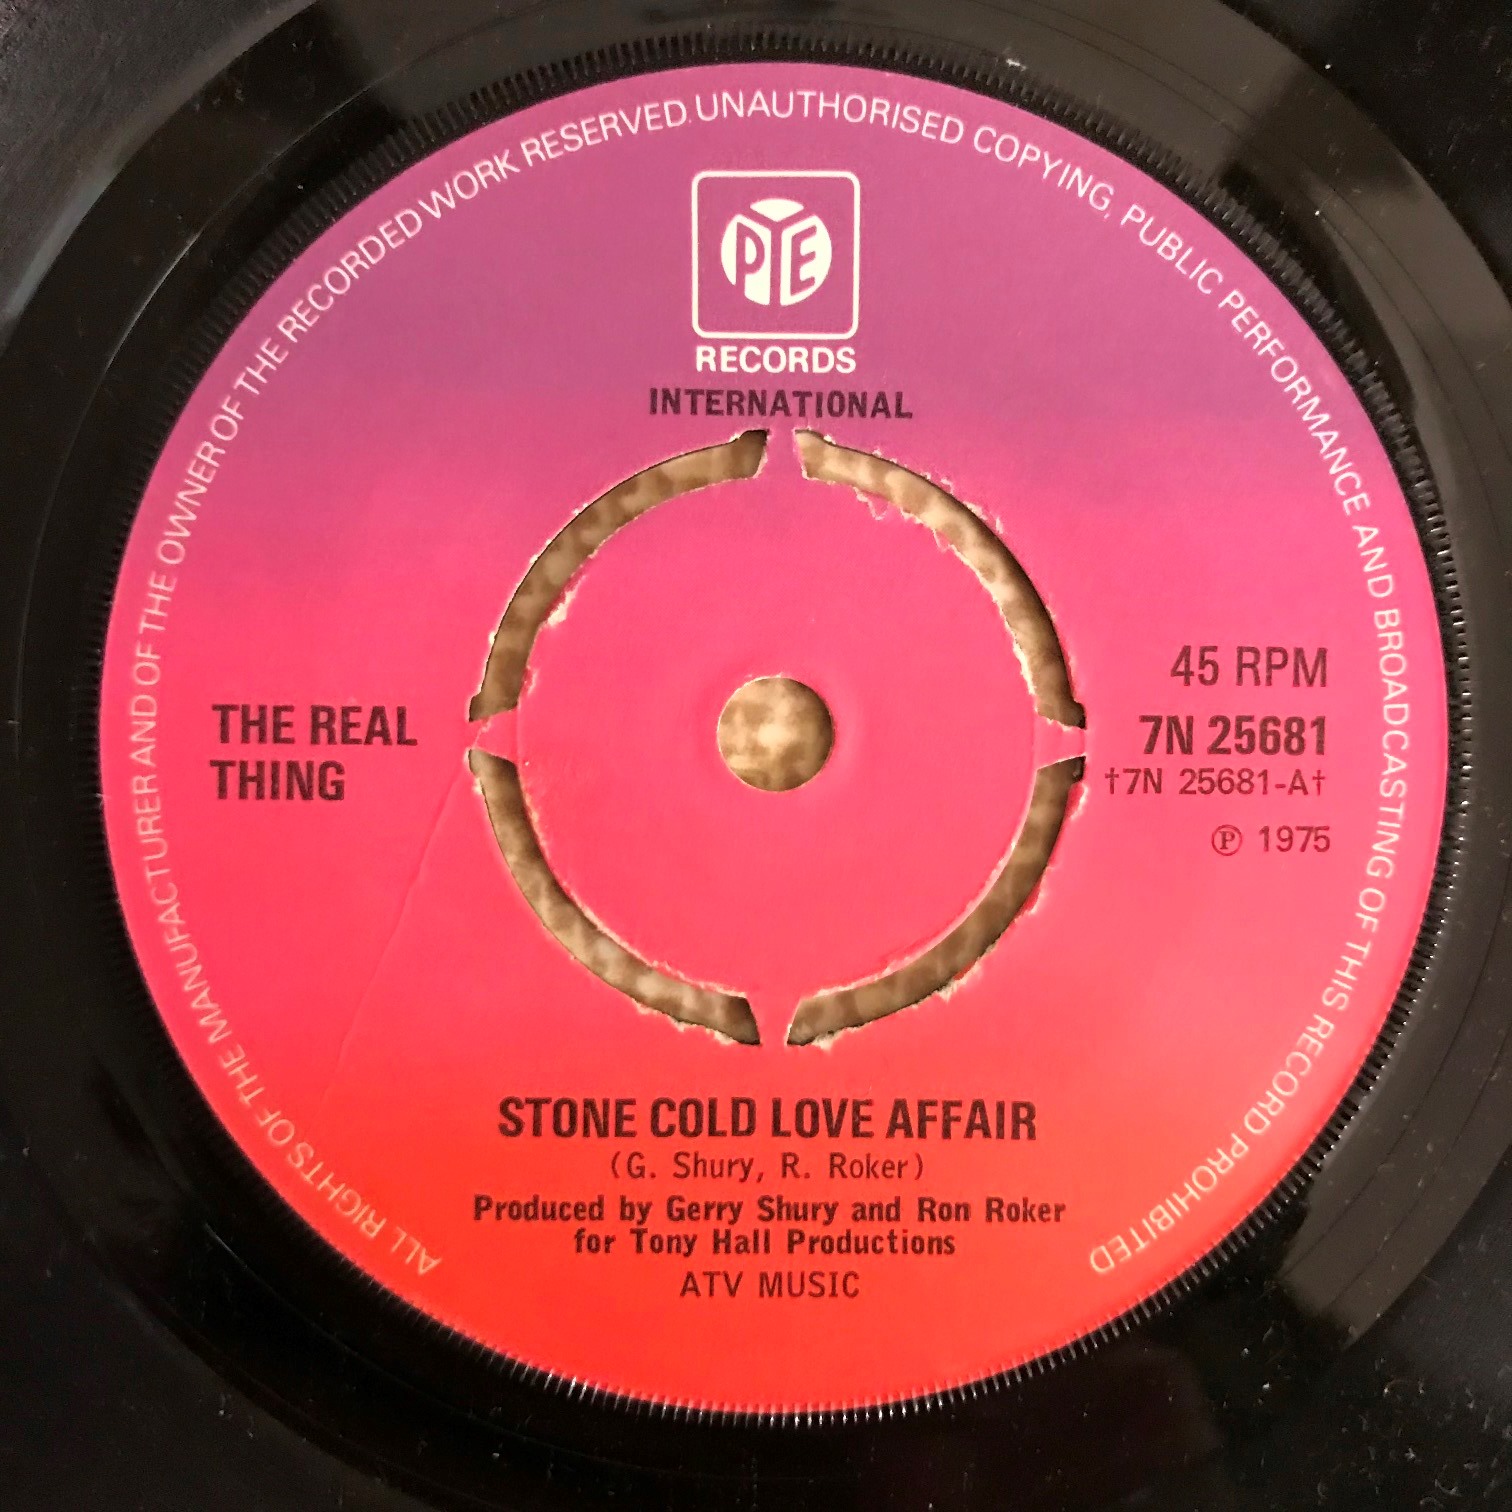 ALL RIGHTS OF THE MANUFACTURER AND OF THE OWNER OF THE RECORDED WORK RESERVED. UNAUTHORISED COPYING, PUBLIC PERFORMANCE AND BROADCASTING OF THIS RECORD PROHIBITED
PYE
RECORDS
INTERNATIONAL
THE REAL
THING
45 RPM
7N 25681
†7N 25681-A†
℗ 1975
STONE COLD LOVE AFFAIR
(G. Shury, R. Roker)
Produced by Gerry Shury and Ron Roker
for Tony Hall Productions
ATV MUSIC